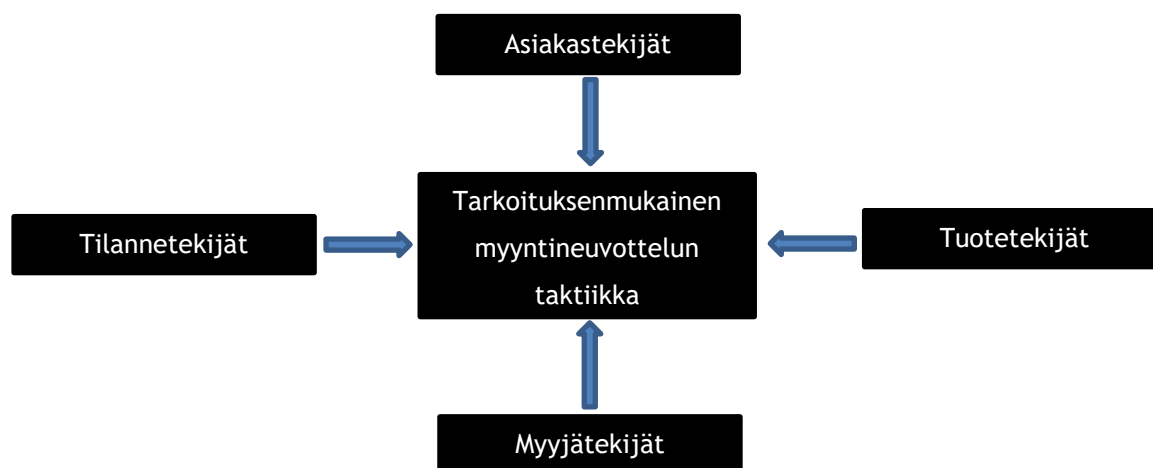 Asiakastekijät
Tarkoituksenmukainen
myyntineuvottelun
taktiikka
Tilannetekijät
Tuotetekijät
Myyjätekijät